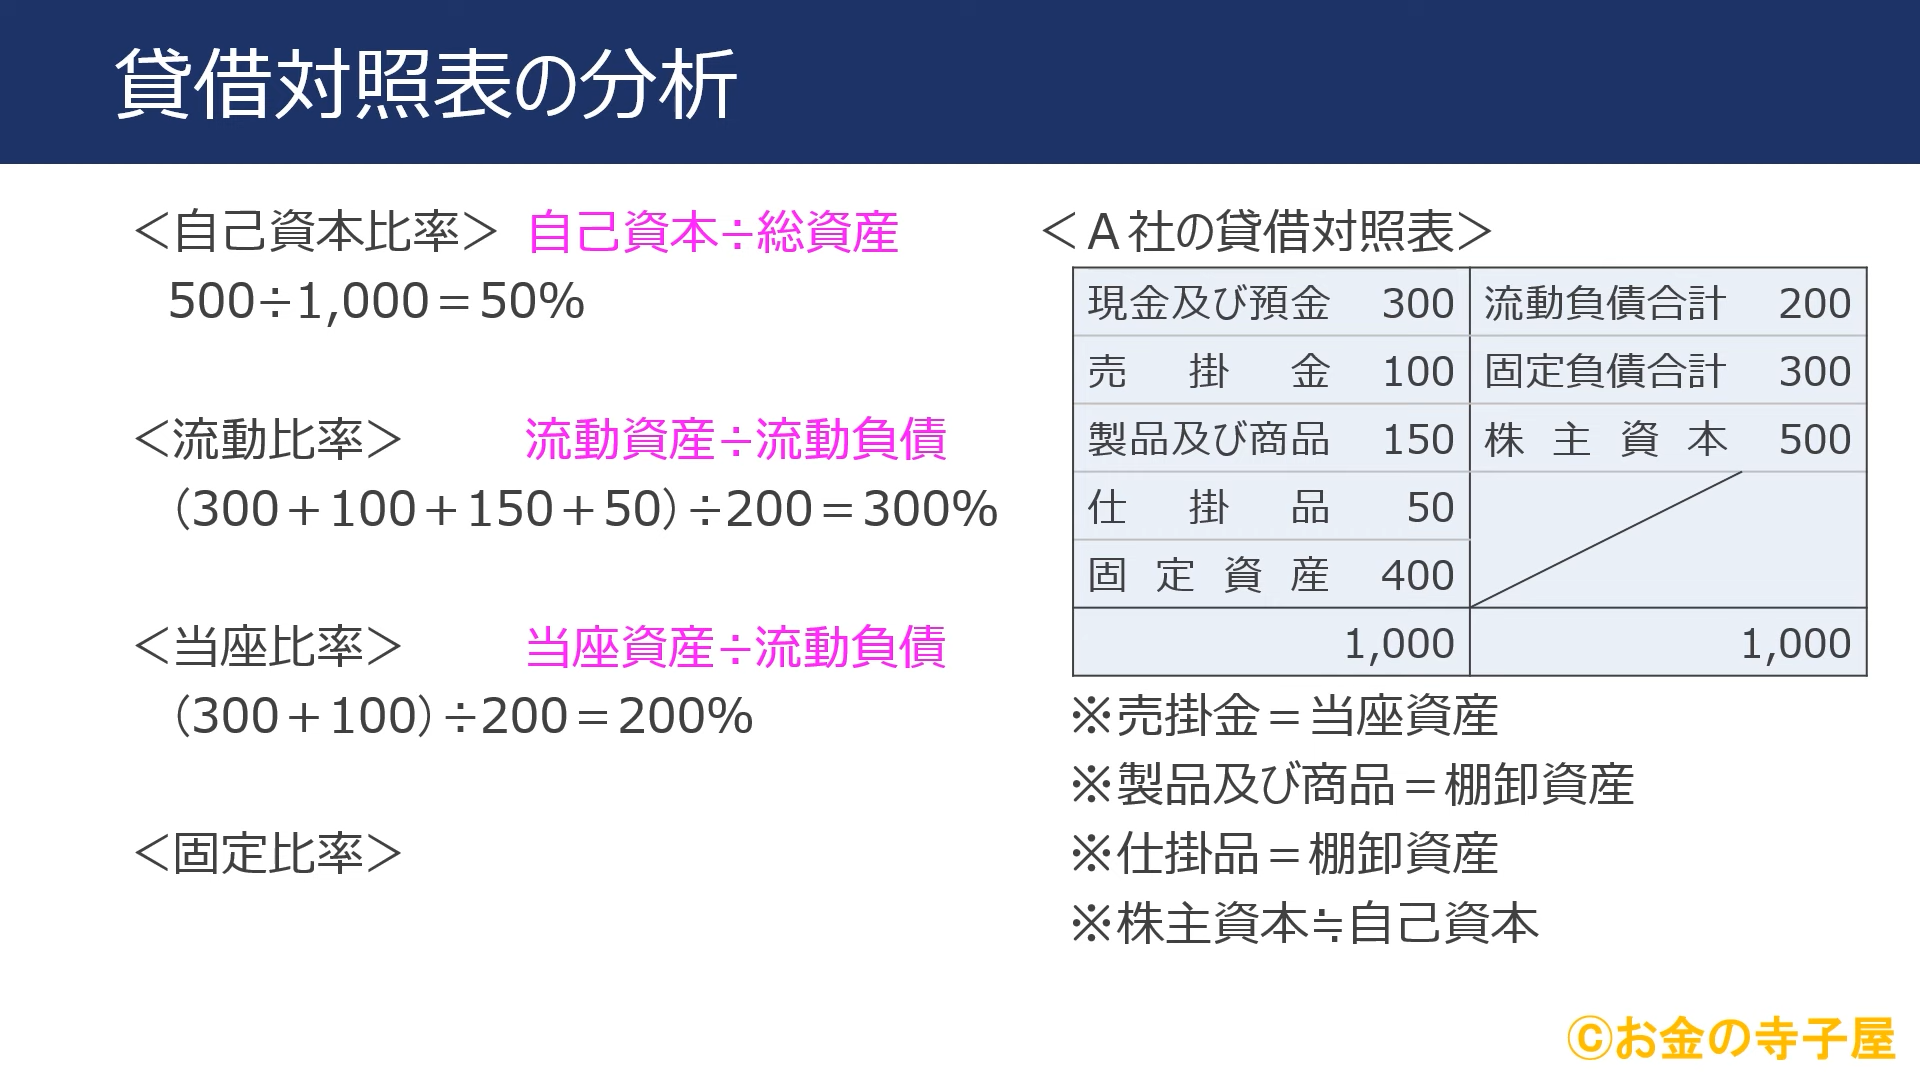 貸借対照表の分析
＜自己資本比率＞ 自己資本÷総資産
500÷1,000＝50%
＜流動比率＞ 流動資産÷流動負債
（300＋100＋150＋50）÷200＝300%
＜当座比率＞ 当座資産÷流動負債
（300＋100）÷200＝200%
＜固定比率＞
＜A社の貸借対照表＞
現金及び預金 300 流動負債合計 200
売掛金 100 固定負債合計 300
製品及び商品 150 株主資本 500
仕掛品 50
固定資産 400
1,000 1,000
※売掛金＝当座資産
※製品及び商品＝棚卸資産
※仕掛品＝棚卸資産
※株主資本≒自己資本
©お金の寺子屋